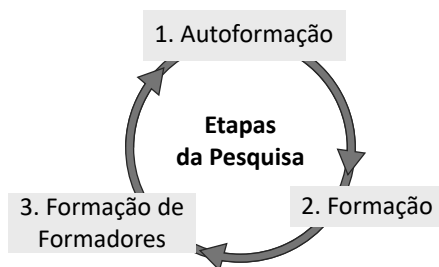 1. Autoformação
Etapas
da Pesquisa
2. Formação
3. Formação de
Formadores